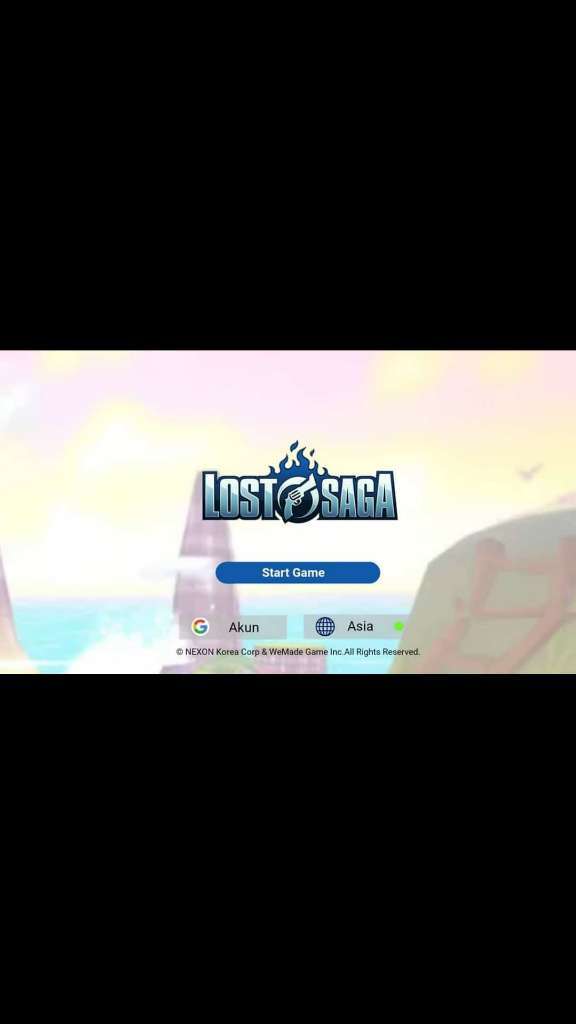 LOST SAGA
Start Game
Akun
Asia
© NEXON Korea Corp & WeMade Game Inc.All Rights Reserved.